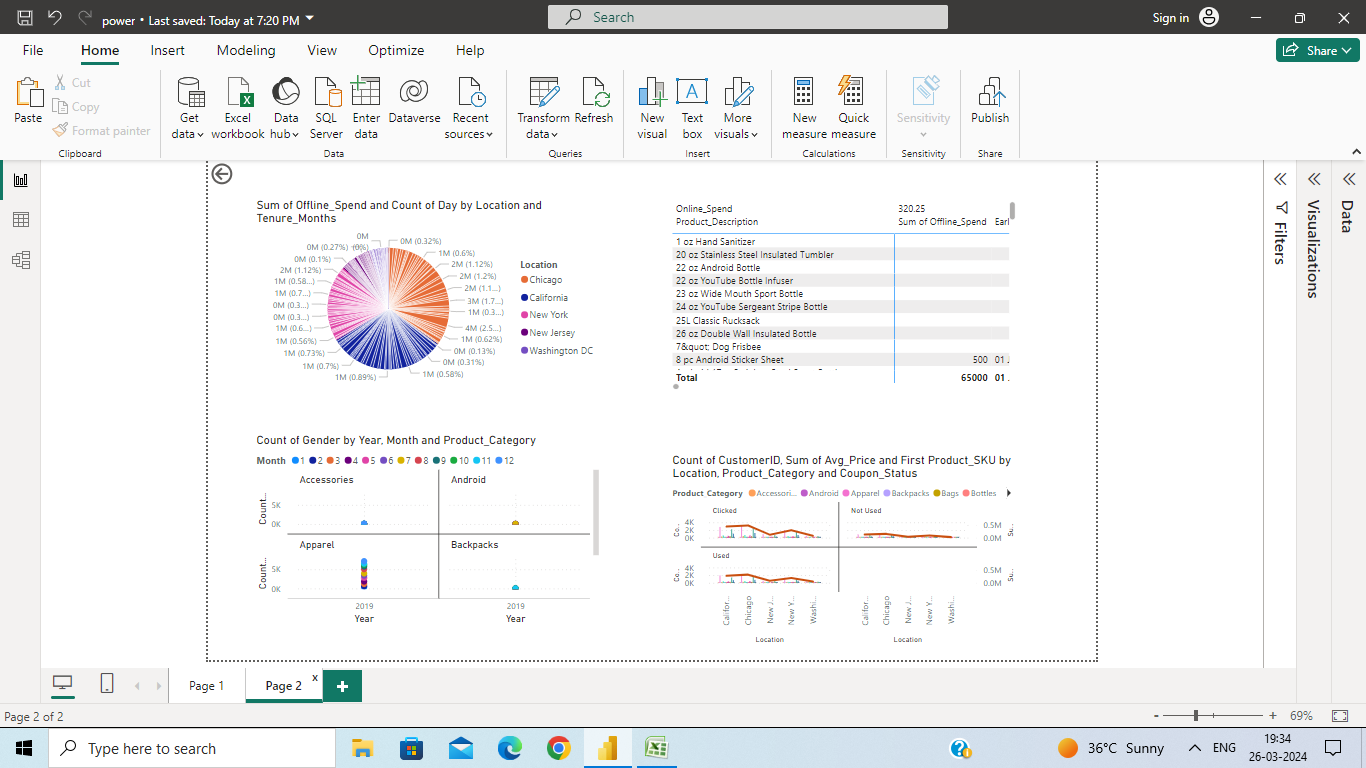 power • Last saved: Today at 7:20 PM
Search
Sign in
File Home Insert Modeling View Optimize Help
Share
Paste
Cut
Copy
Format painter
Clipboard
Get data
Excel workbook
Data hub
SQL Server
Enter data
Dataverse
Recent sources
Data
Transform data
Refresh
Queries
New visual
Text box
More visuals
Insert
New measure
Quick measure
Calculations
Sensitivity
Sensitivity
Publish
Share
Filters
Visualizations
Data
Sum of Offline_Spend and Count of Day by Location and
Tenure_Months
0M
0M (0.27%) (0%)
0M (0.1%)
2M (1.12%)
1M (0.58...)
1M (0.7...)
0M (0.3...)
0M (0.3...)
1M (0.6...)
1M (0.56%)
1M (0.73%)
1M (0.7%)
1M (0.89%)
0M (0.32%)
1M (0.6%)
2M (1.12%)
2M (1.2%)
2M (1.1...)
3M (1.7...)
1M (0.3...)
4M (2.5...)
1M (0.62%)
0M (0.13%)
0M (0.31%)
1M (0.58%)
Location
Chicago
California
New York
New Jersey
Washington DC
Online_Spend 320.25
Product_Description Sum of Offline_Spend Earl
1 oz Hand Sanitizer
20 oz Stainless Steel Insulated Tumbler
22 oz Android Bottle
22 oz YouTube Bottle Infuser
23 oz Wide Mouth Sport Bottle
24 oz YouTube Sergeant Stripe Bottle
25L Classic Rucksack
26 oz Double Wall Insulated Bottle
7&quot; Dog Frisbee
8 pc Android Sticker Sheet 500 01 .
Total 65000 01 .
Count of Gender by Year, Month and Product_Category
Month 1 2 3 4 5 6 7 8 9 10 11 12
Accessories Android
Count...
5K
0K
Apparel Backpacks
Count...
5K
0K
2019 2019
Year Year
Count of CustomerID, Sum of Avg_Price and First Product_SKU by
Location, Product_Category and Coupon_Status
Product Category Accessori... Android Apparel Backpacks Bags Bottles
Clicked Not Used
Co...
4K
2K
0K
0.5M
0.0M
Su...
Used
Co...
4K
2K
0K
0.5M
0.0M
Su...
Califor... Chicago New J... New Y... Washi...
Califor... Chicago New J... New Y... Washi...
Location Location
Page 1 Page 2 x +
Page 2 of 2
- + 69%
Type here to search
36°C Sunny
ENG
19:34
26-03-2024